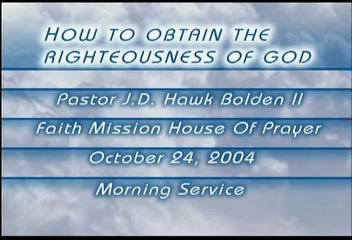 HOW TO OBTAIN THE
RIGHTEOUSNESS OF GOD
Pastor J.D. Hawk Bolden II
Faith Mission House Of Prayer
October 24, 2004
Morning Service